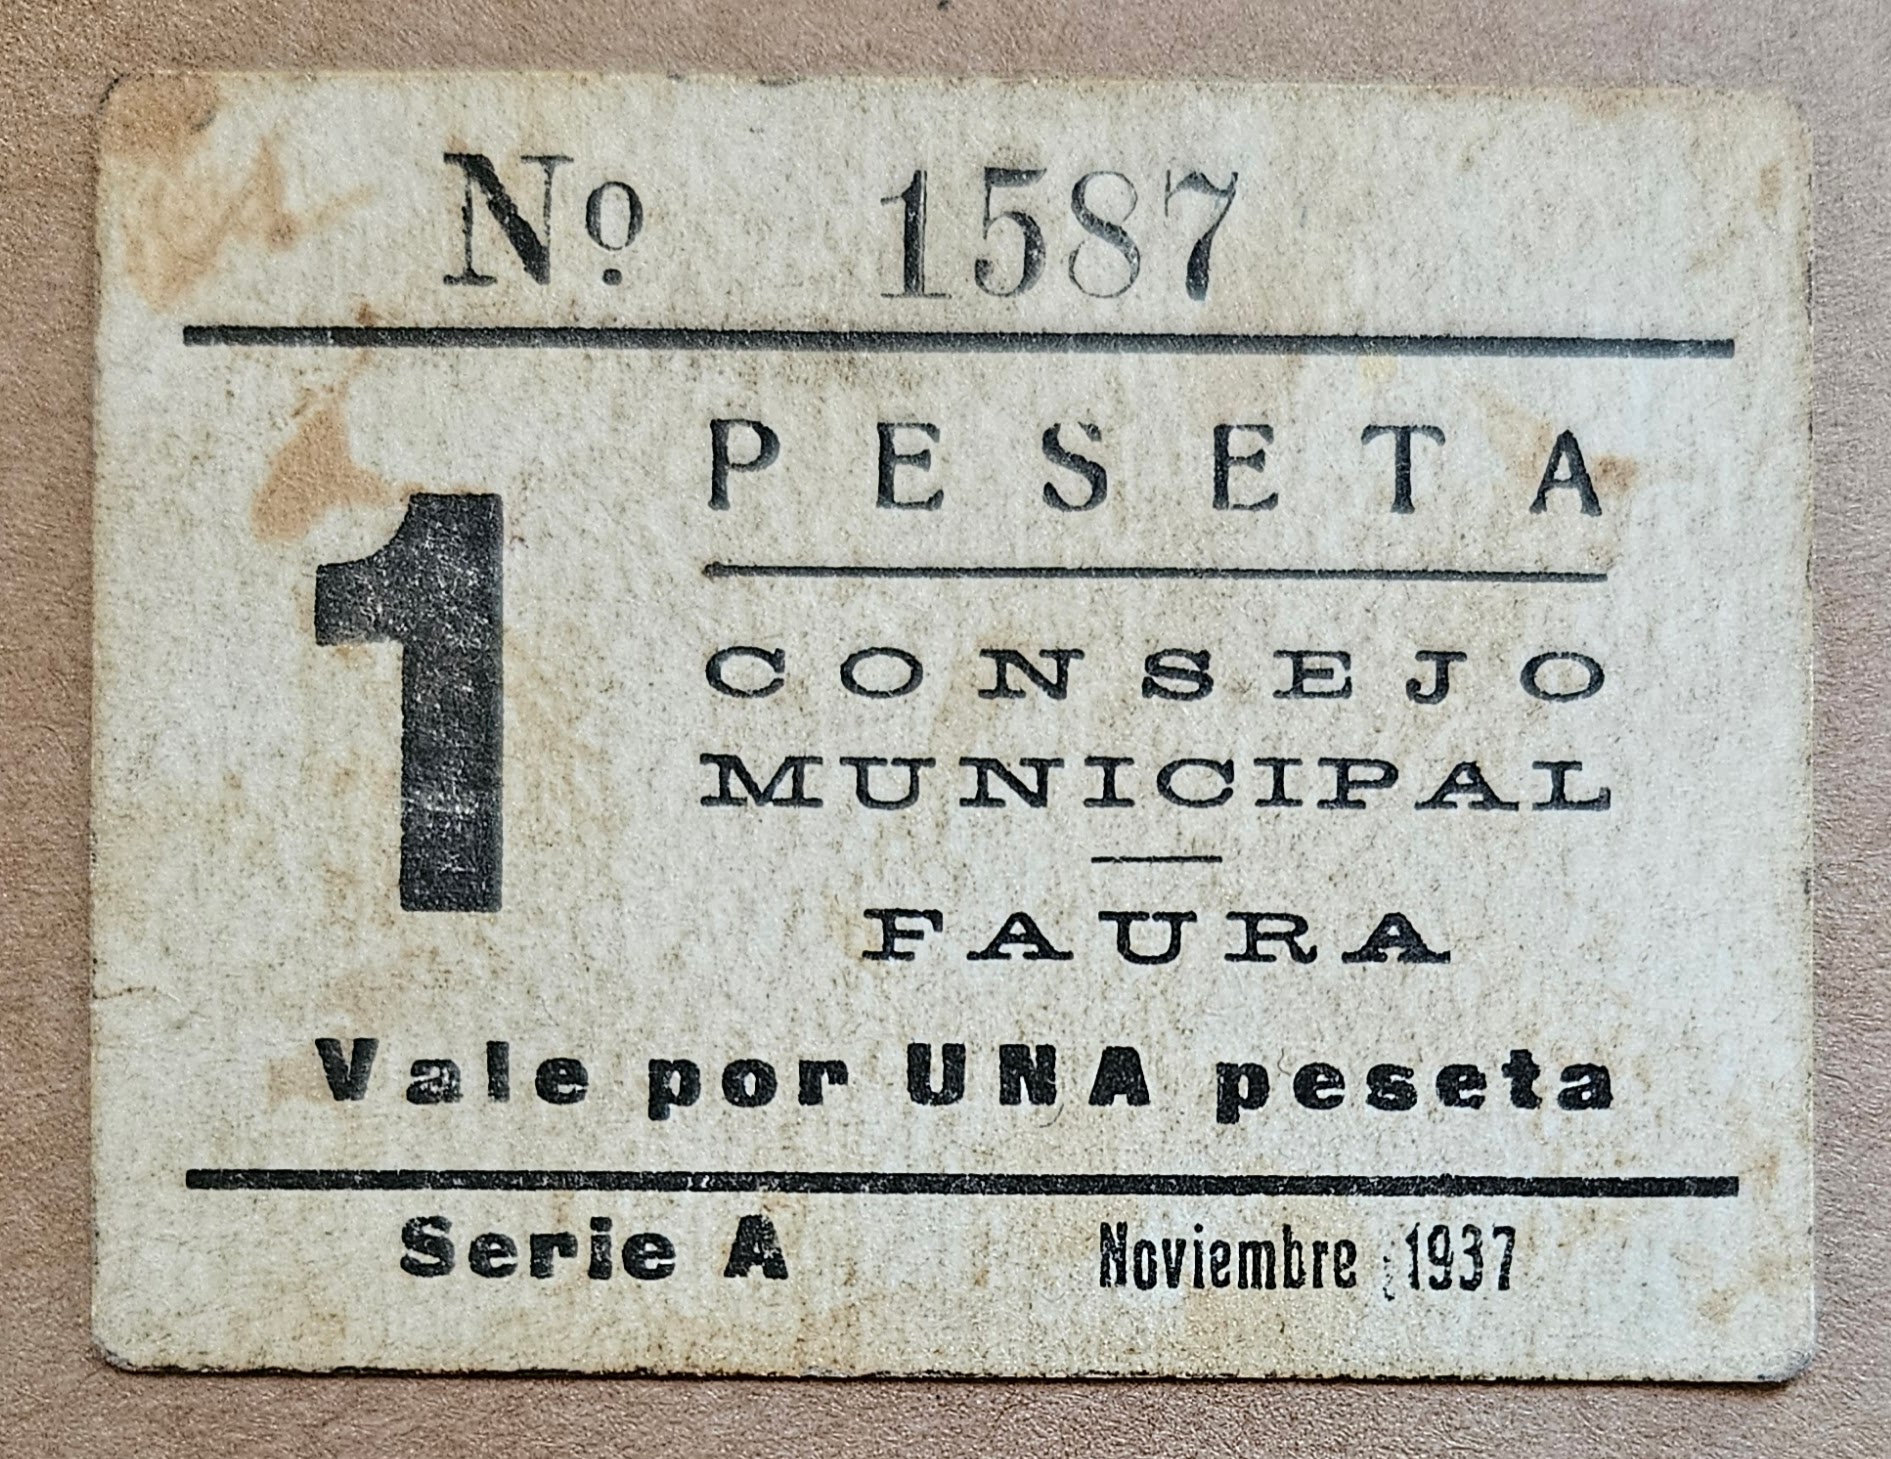 Nº 1587
1
PESETA
CONSEJO
MUNICIPAL
FAURA
Vale por UNA peseta
Serie A Noviembre 1937